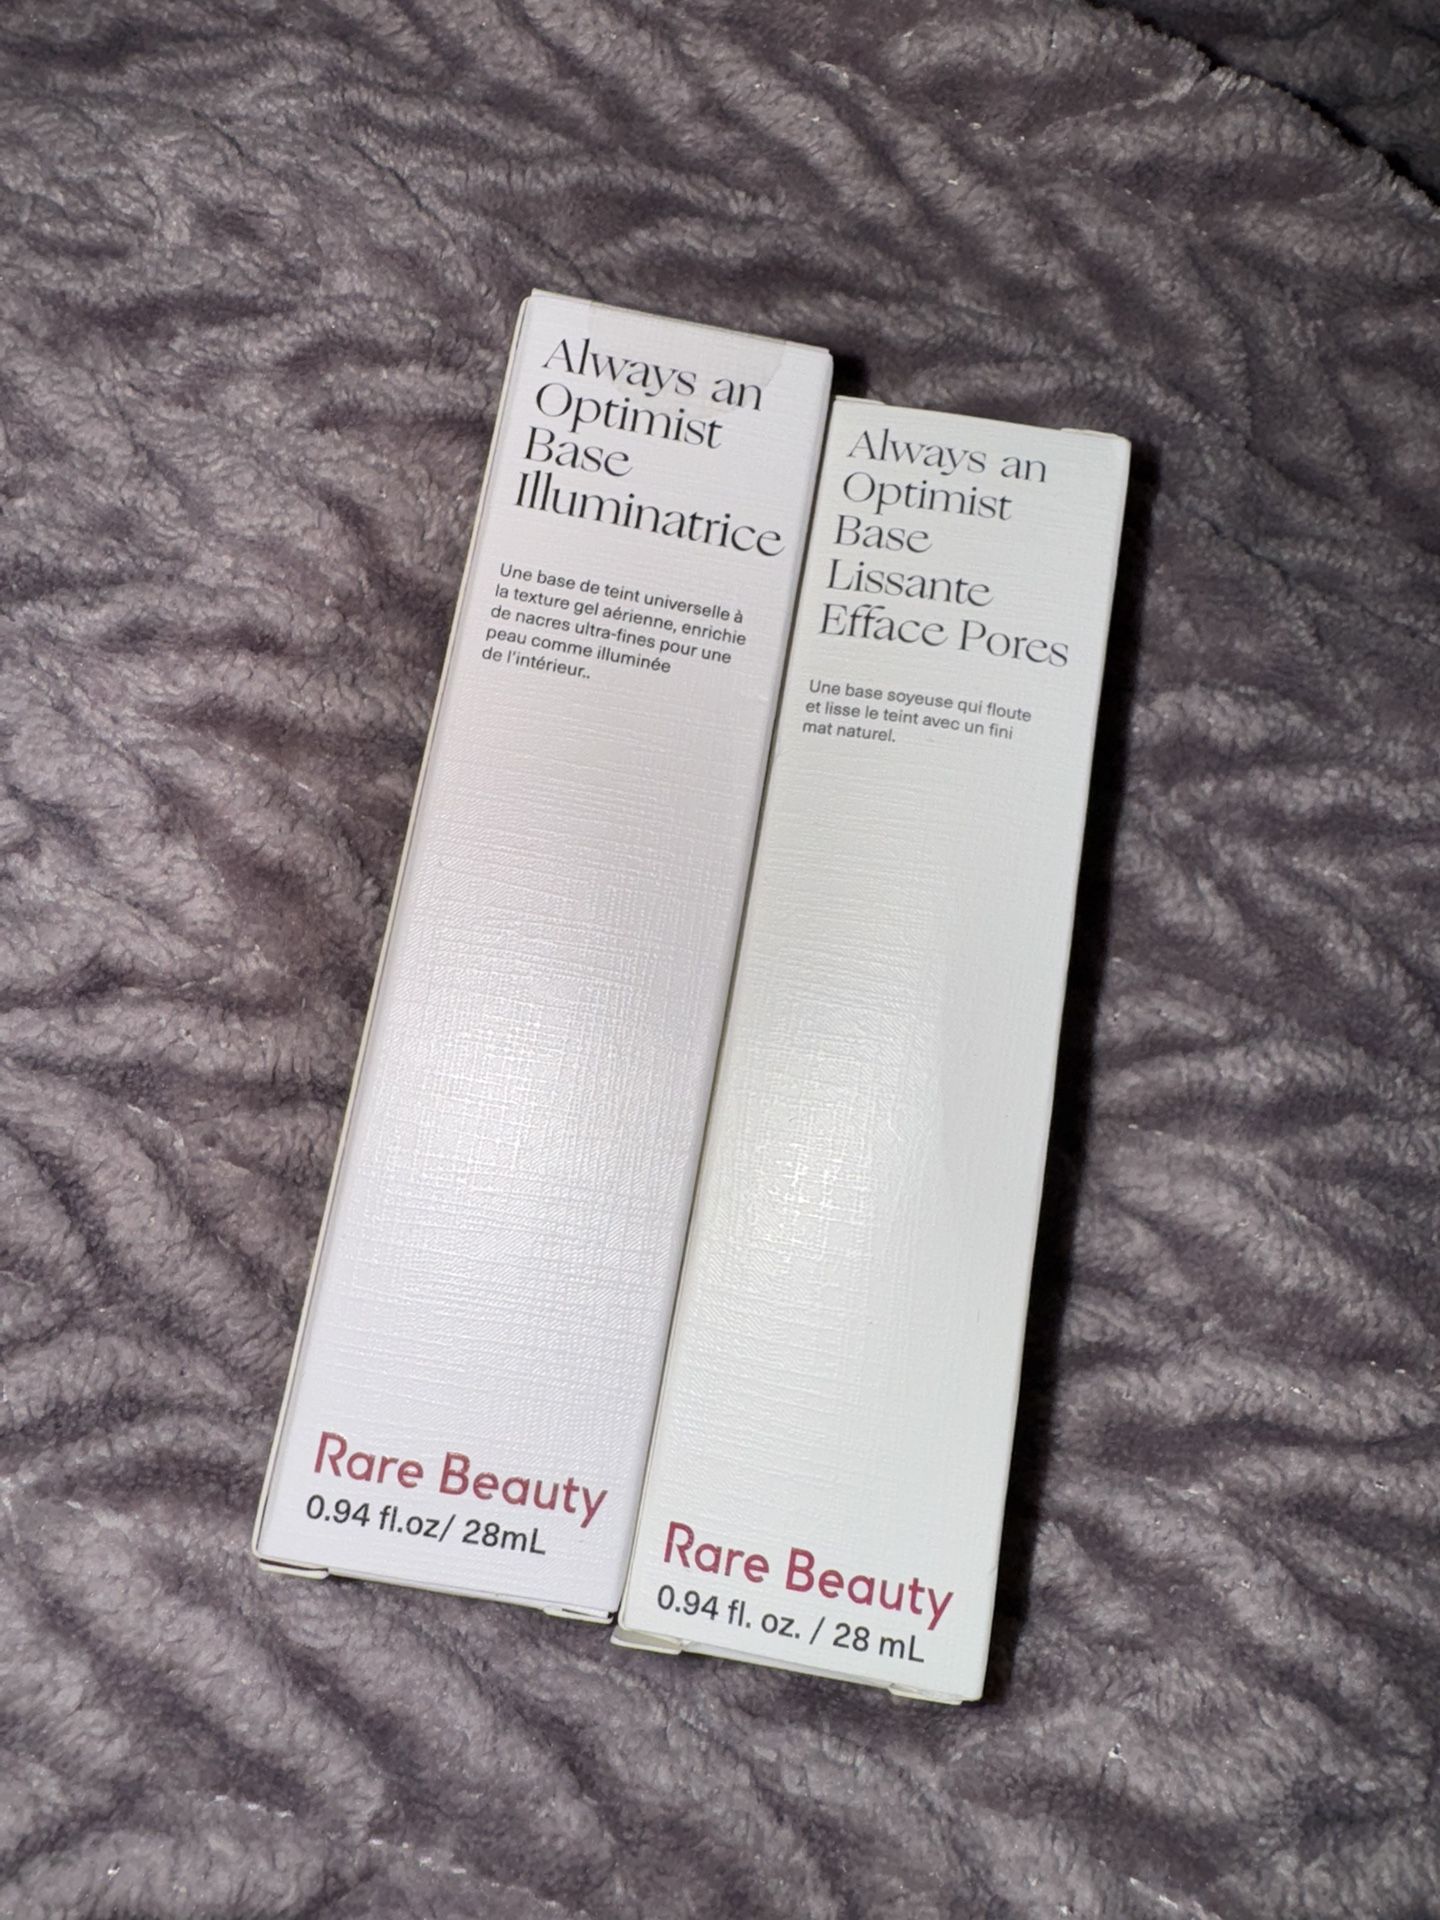 Always an
Optimist
Base
Illuminatrice
Une base de teint universelle à
la texture gel aérienne, enrichie
de nacres ultra-fines pour une
peau comme illuminée
de l'intérieur..
Rare Beauty
0.94 fl.oz/ 28mL
Always an
Optimist
Base
Lissante
Efface Pores
Une base soyeuse qui floute
et lisse le teint avec un fini
mat naturel.
Rare Beauty
0.94 fl. oz. / 28 mL